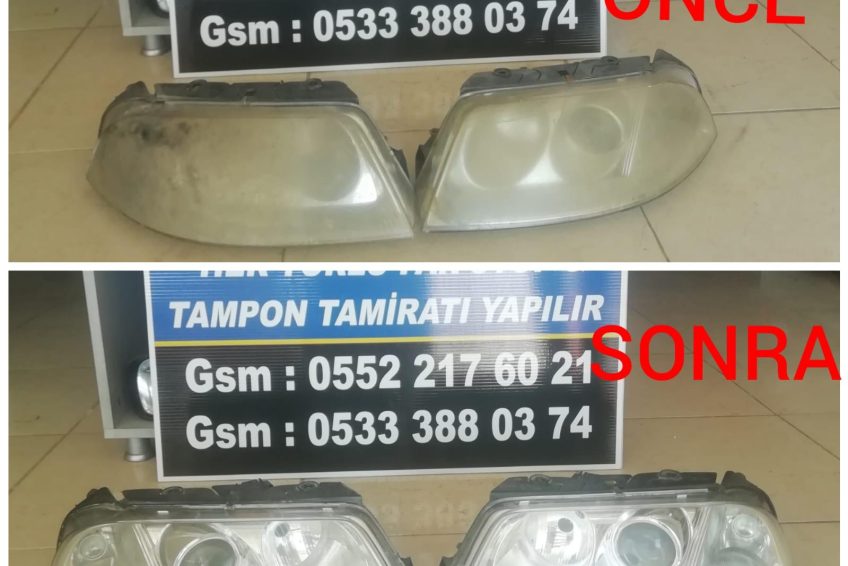 ÖNCE
Gsm : 0533 388 03 74
TAMPON TAMİRATI YAPILIR
SONRA
Gsm : 0552 217 60 21
Gsm : 0533 388 03 74